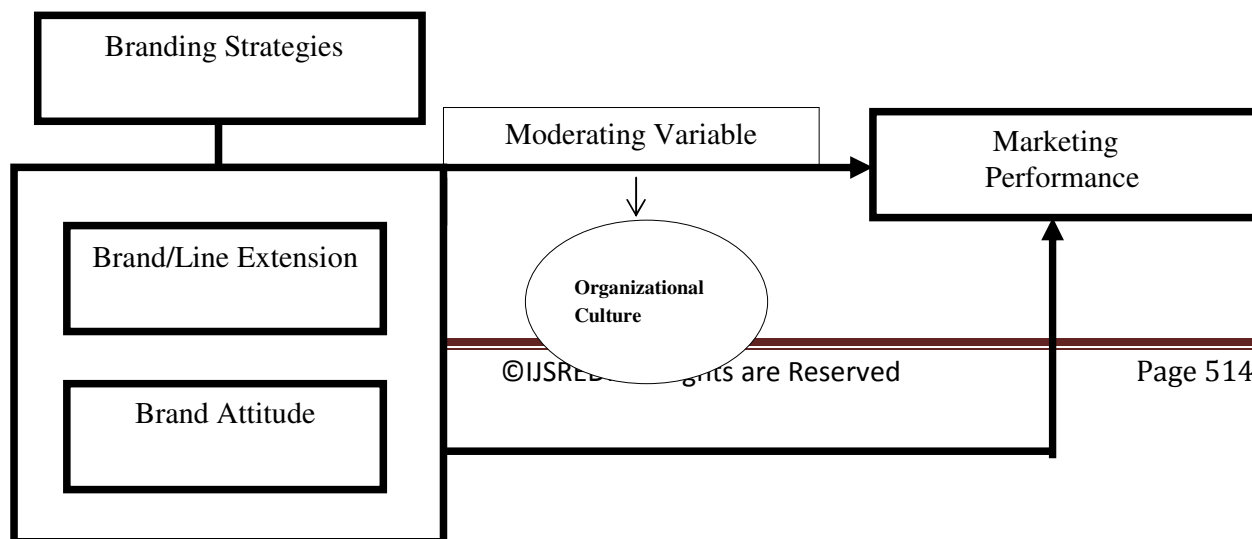 Branding Strategies
Moderating Variable
Marketing
Performance
Brand/Line Extension
Organizational
Culture
©IJSRED: ghts are Reserved
Page 514
Brand Attitude